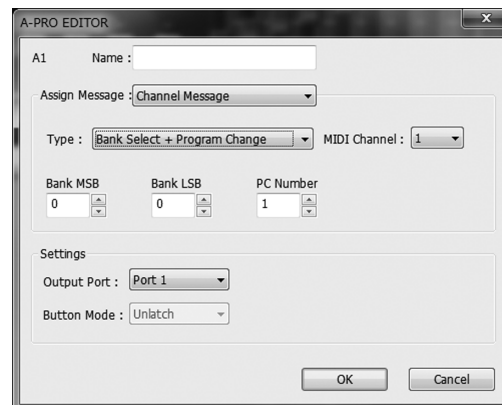 A-PRO EDITOR
x
A1 Name :
Assign Message : Channel Message
Type : Bank Select + Program Change MIDI Channel : 1
Bank MSB Bank LSB PC Number
0 0 1
Settings
Output Port : Port 1
Button Mode : Unlatch
OK Cancel